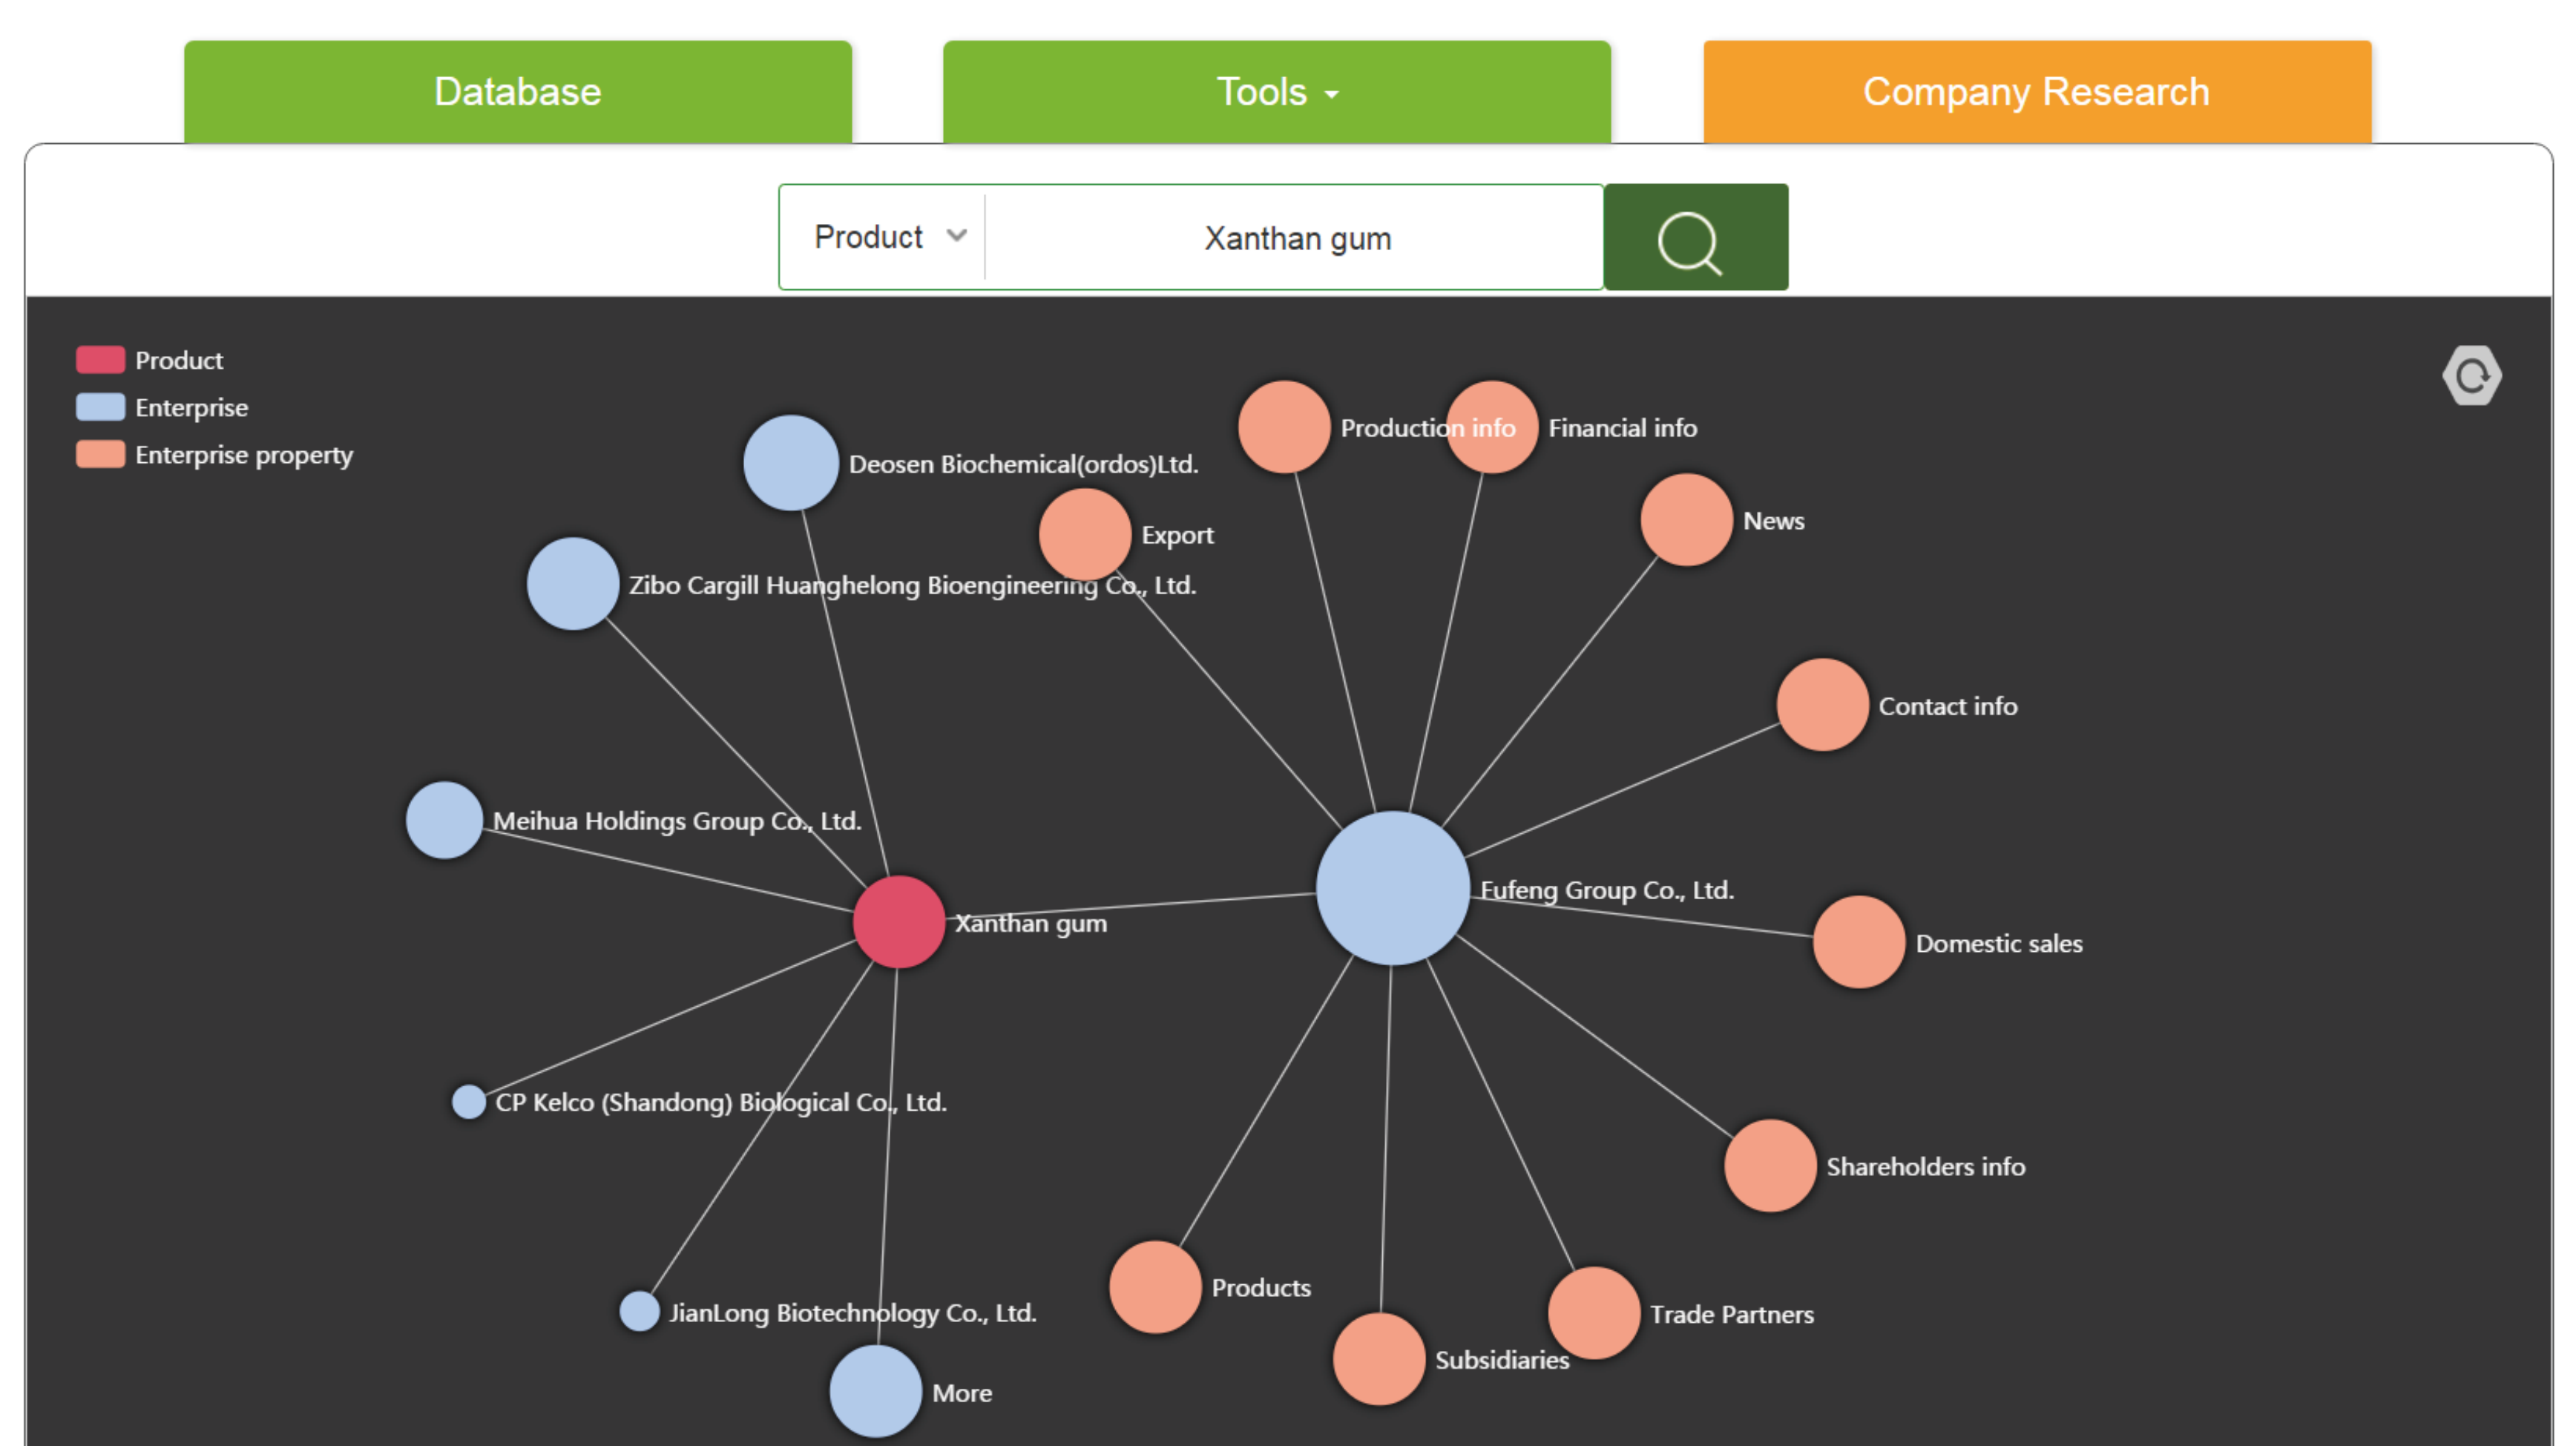 Database
Tools
Company Research
Product
Xanthan gum
Product
Enterprise
Enterprise property
Production info
Financial info
Deosen Biochemical(ordos)Ltd.
News
Export
Zibo Cargill Huanghelong Bioengineering Co., Ltd.
Contact info
Meihua Holdings Group Co., Ltd.
Fufeng Group Co., Ltd.
Xanthan gum
Domestic sales
CP Kelco (Shandong) Biological Co., Ltd.
Shareholders info
Products
JianLong Biotechnology Co., Ltd.
Trade Partners
Subsidiaries
More